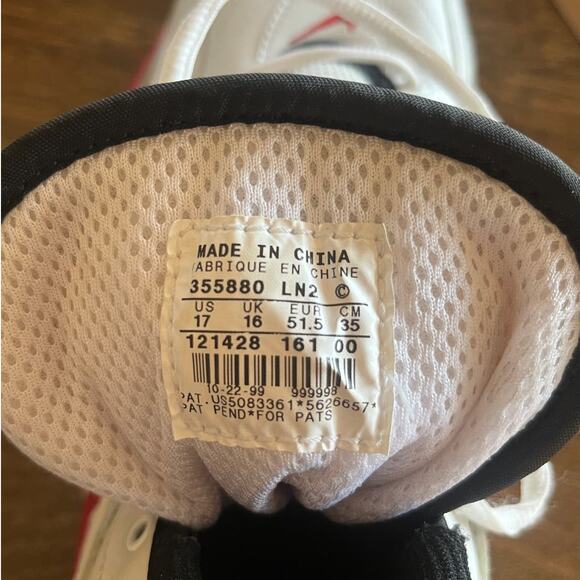 MADE IN CHINA
FABRIQUE EN CHINE
355880 LN2 ©
US UK EUR CM
17 16 51.5 35
121428 161 00
10-22-99 999998
PAT.US5083361*5626657*
PAT PEND*FOR PATS